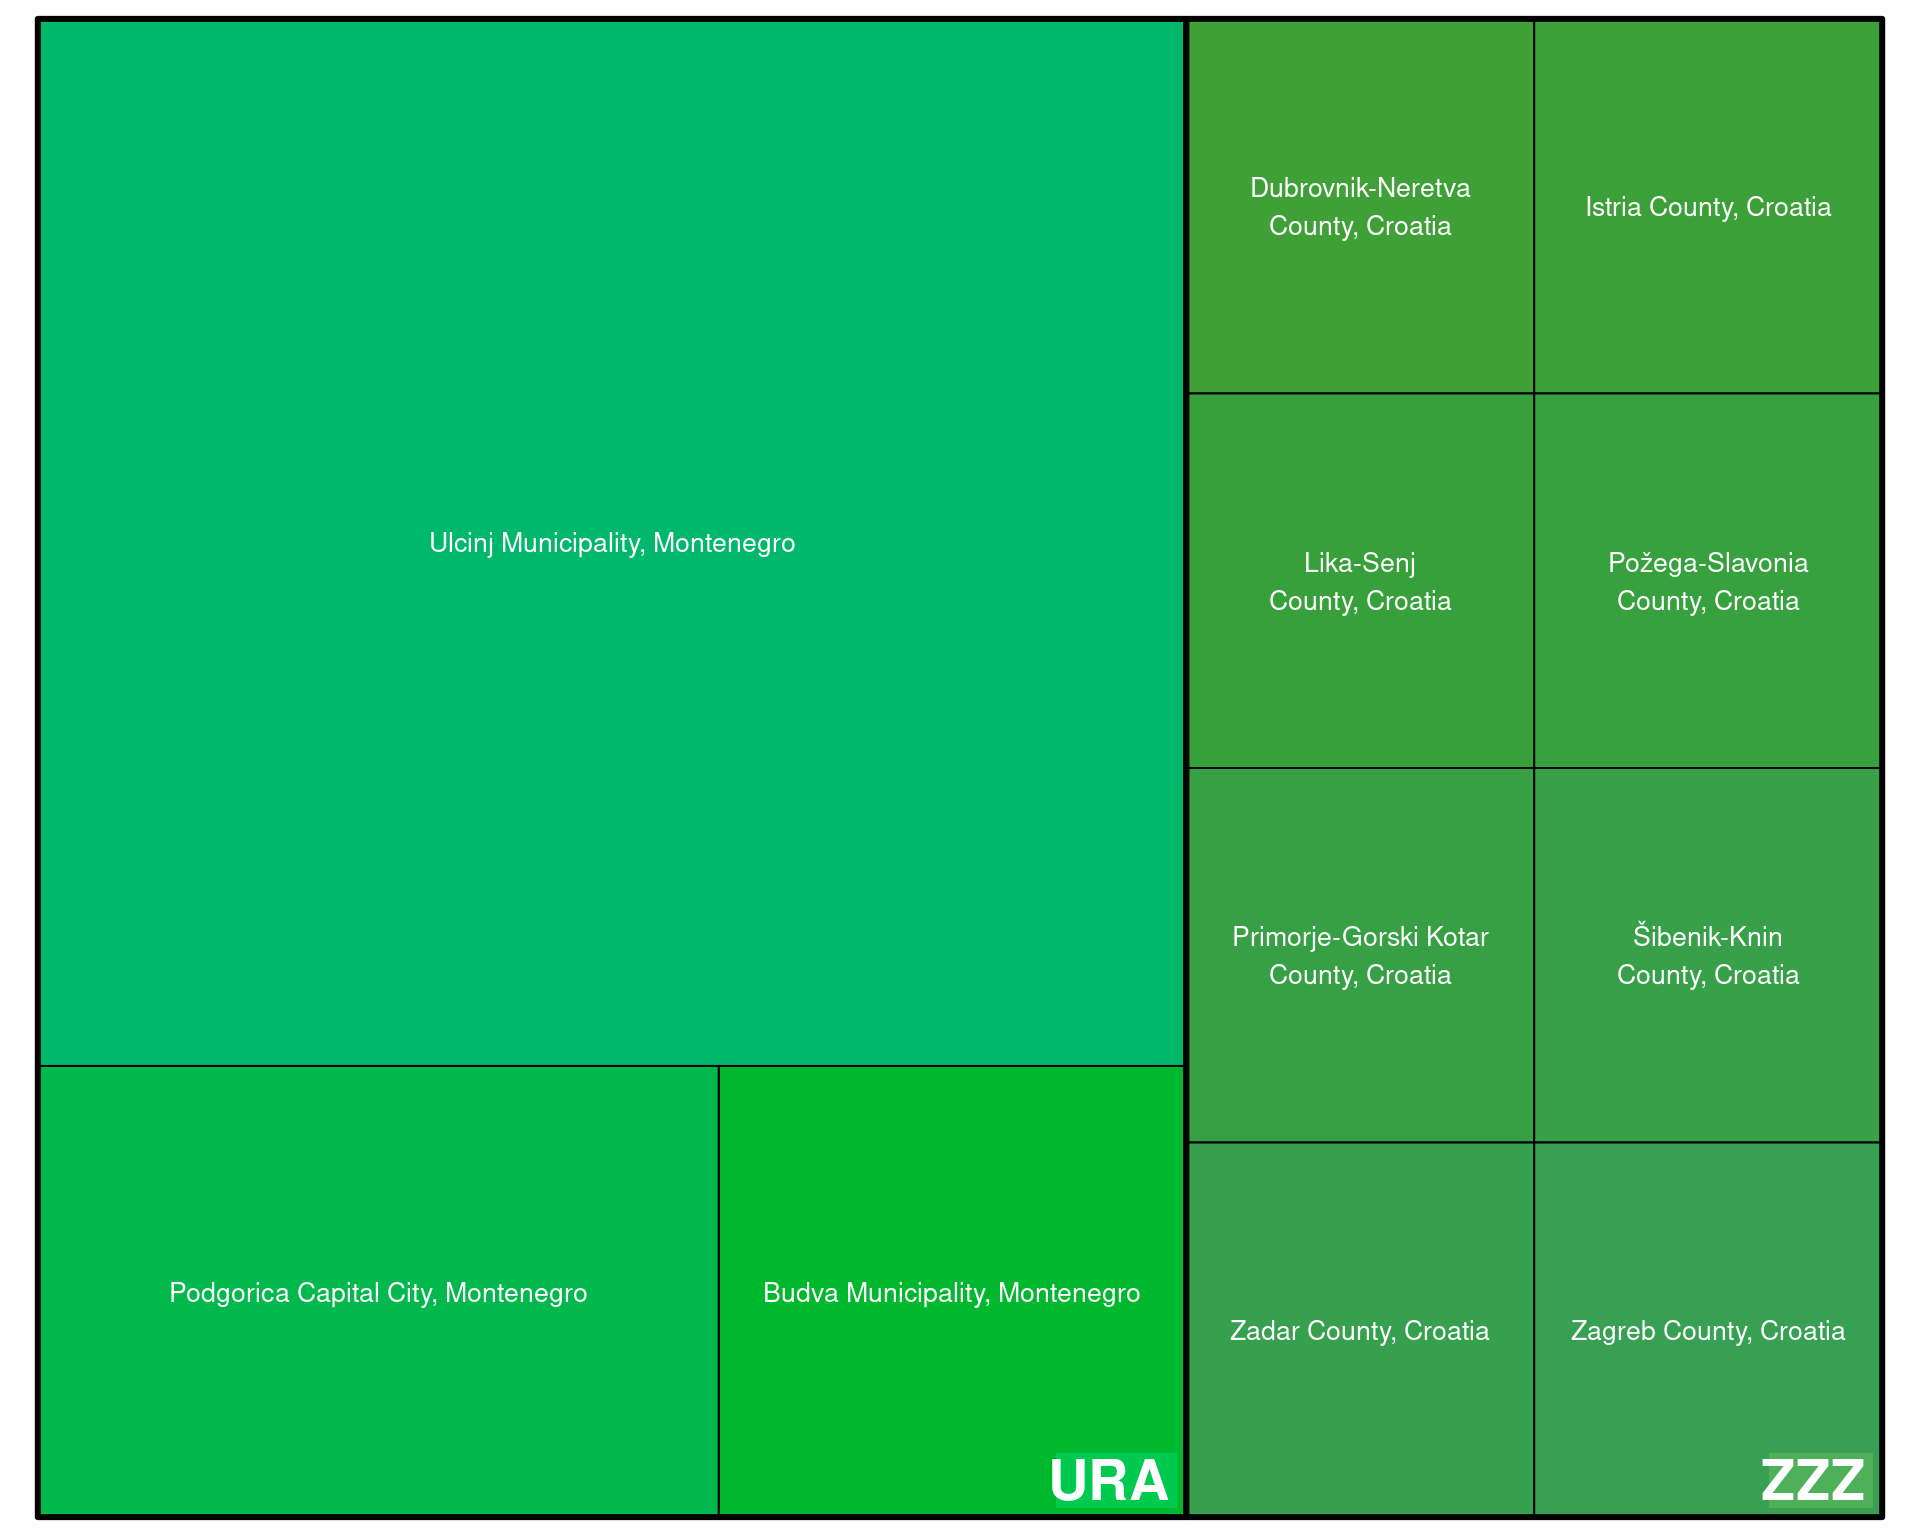 Ulcinj Municipality, Montenegro
Podgorica Capital City, Montenegro
Budva Municipality, Montenegro
URA
Dubrovnik-Neretva
County, Croatia
Istria County, Croatia
Lika-Senj
County, Croatia
Požega-Slavonia
County, Croatia
Primorje-Gorski Kotar
County, Croatia
Šibenik-Knin
County, Croatia
Zadar County, Croatia
Zagreb County, Croatia
ZZZ